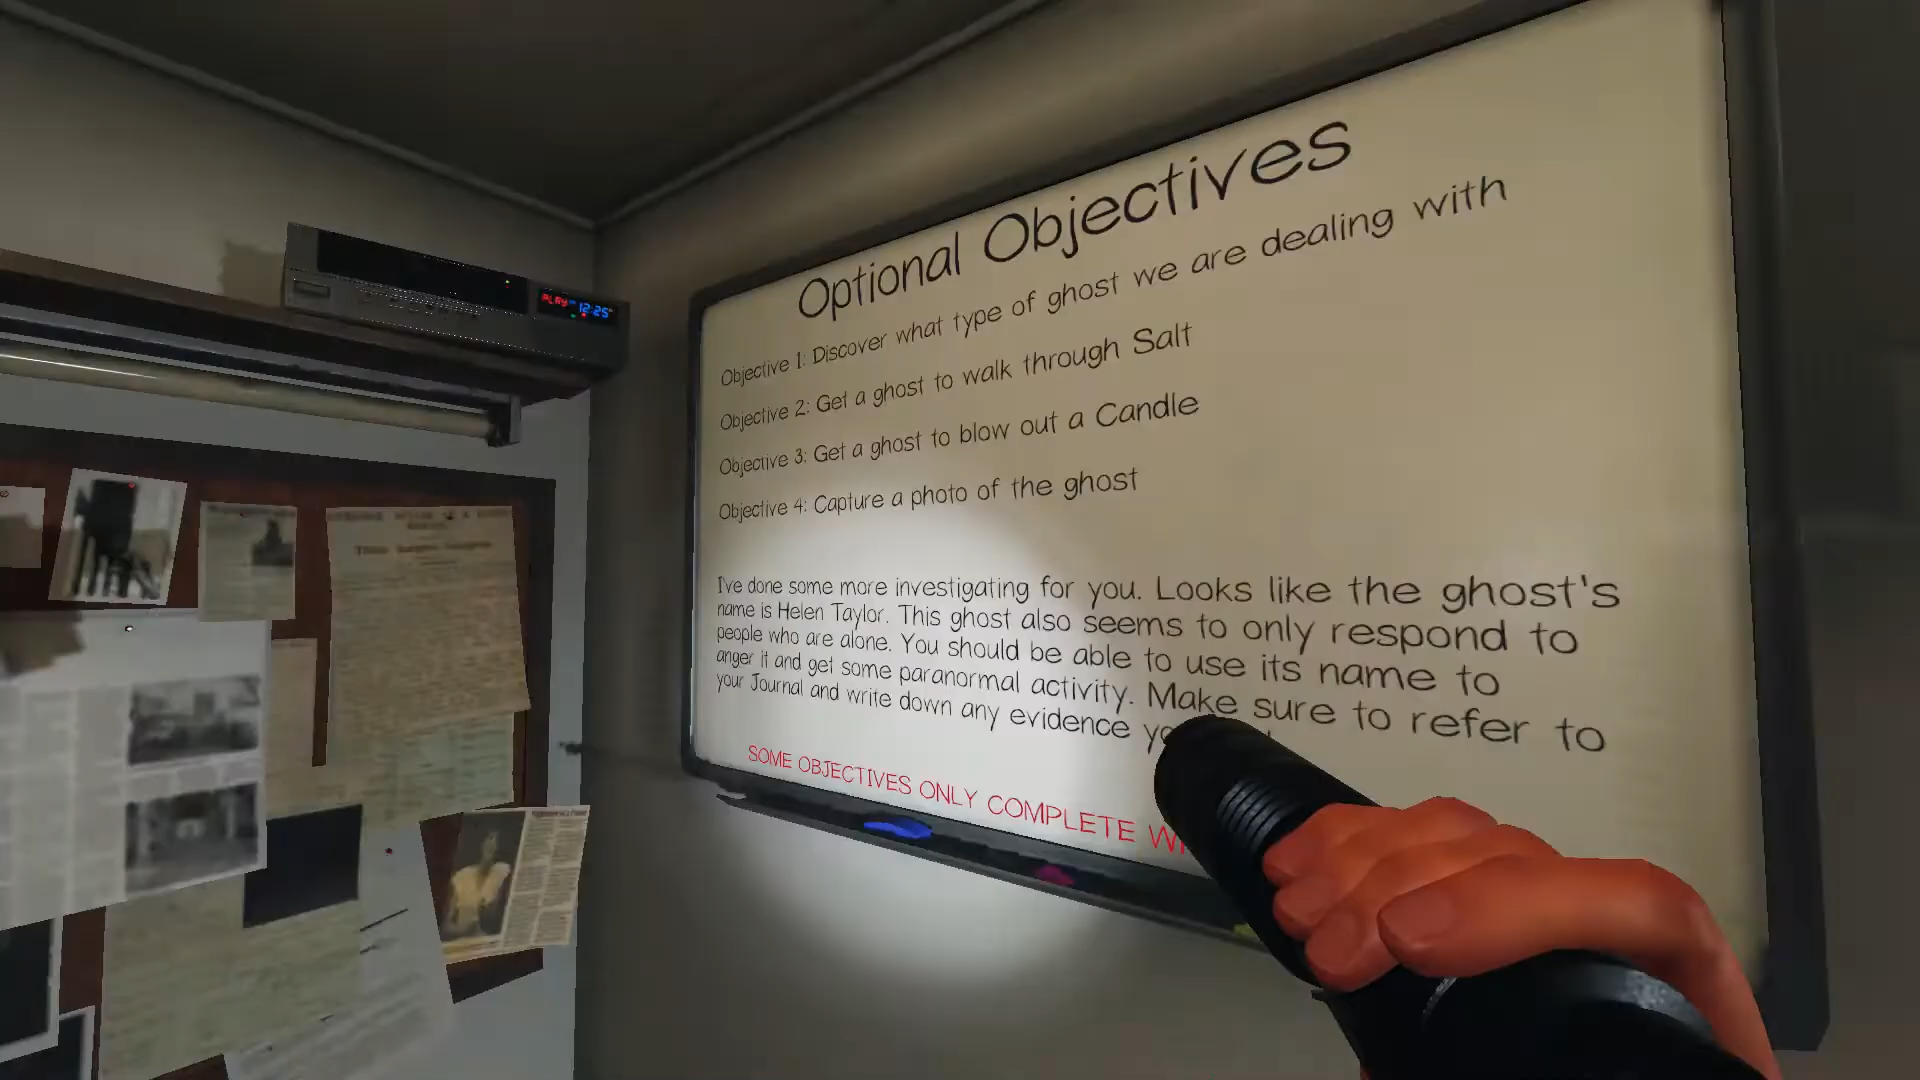 PLAY 12:25
Optional Objectives
Objective 1: Discover what type of ghost we are dealing with
Objective 2: Get a ghost to walk through Salt
Objective 3: Get a ghost to blow out a Candle
Objective 4: Capture a photo of the ghost
I've done some more investigating for you. Looks like the ghost's
name is Helen Taylor. This ghost also seems to only respond to
people who are alone. You should be able to use its name to
anger it and get some paranormal activity. Make sure to refer to
your Journal and write down any evidence
SOME OBJECTIVES ONLY COMPLETE